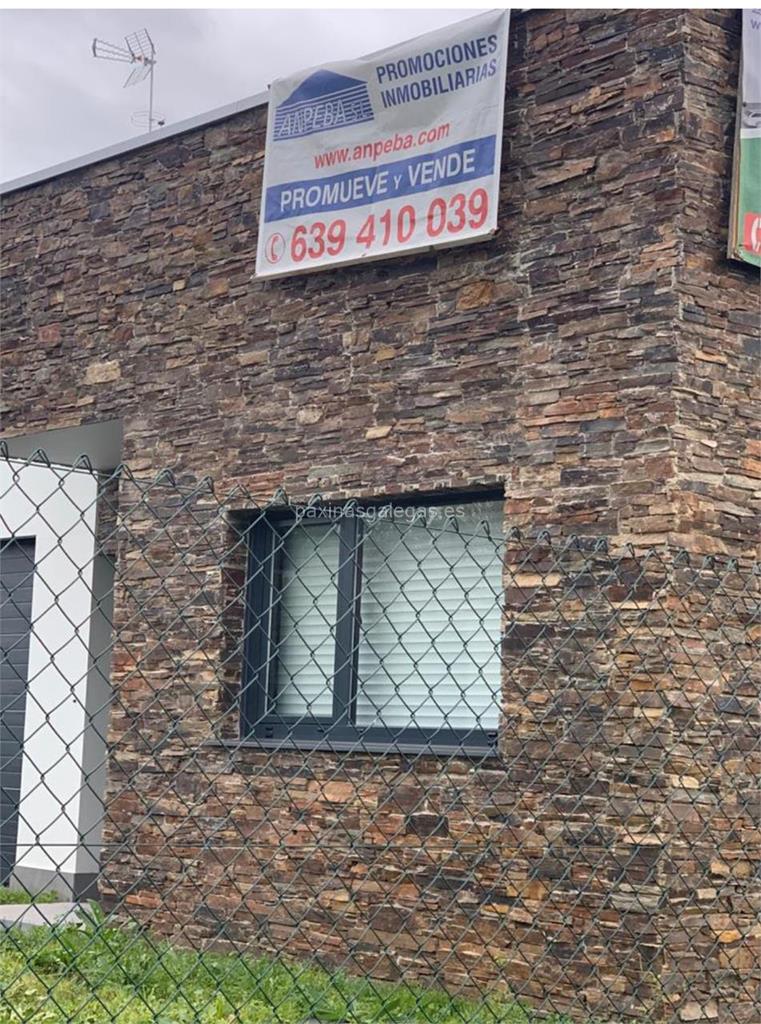 PROMOCIONES
INMOBILIARIAS
ANPEBA S.L.
www.anpeba.com
PROMUEVE Y VENDE
639 410 039
paxinasgalegas.es